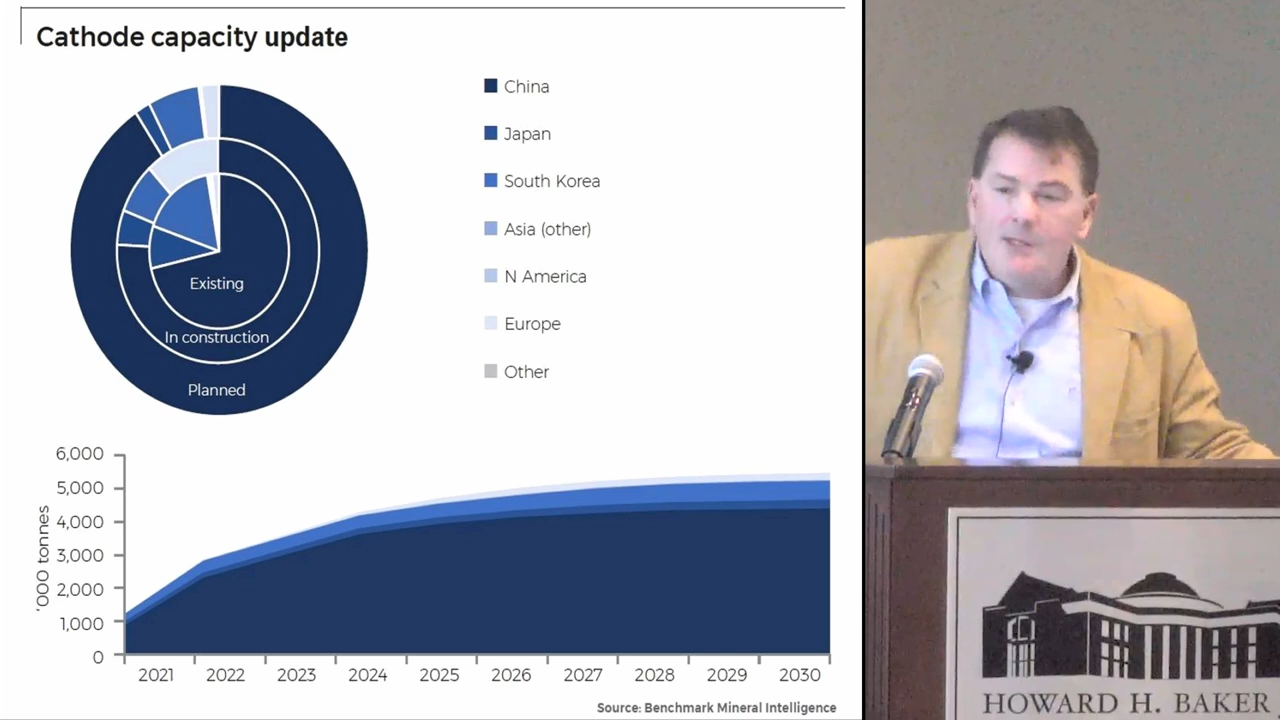 Cathode capacity update
China
Japan
South Korea
Asia (other)
N America
Europe
Other
Existing
In construction
Planned
6,000
5,000
4,000
3,000
2,000
1,000
0
'000 tonnes
2021 2022 2023 2024 2025 2026 2027 2028 2029 2030
Source: Benchmark Mineral Intelligence
HOWARD H. BAKER